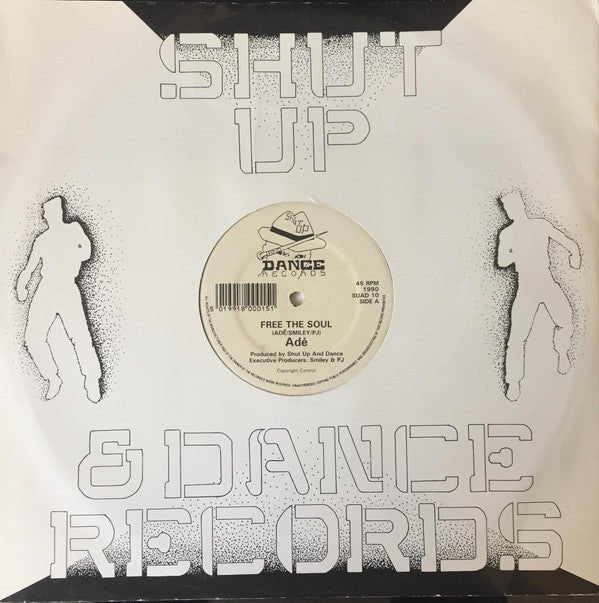 SHUT
UP
SHUT
UP
AND
DANCE
RECORDS
5 019918 000151
45 RPM
1990
SUAD 10
SIDE A
FREE THE SOUL
(ADÉ/SMILEY/PJ)
Adé
Produced by Shut Up And Dance
Executive Producers: Smiley & PJ
Copyright Control
& DANCE
RECORDS